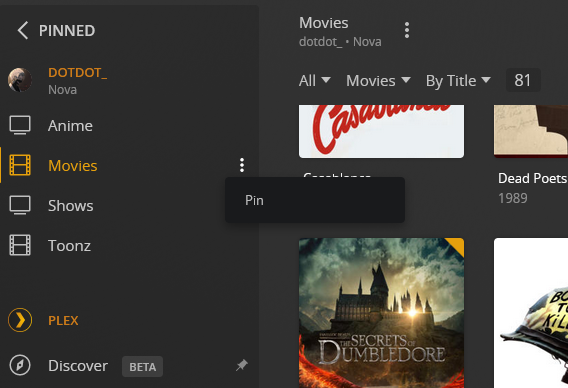 PINNED
DOTDOT_
Nova
Anime
Movies
Pin
Shows
Toonz
PLEX
Discover BETA
Movies
dotdot_ • Nova
All Movies By Title 81
Casablanca
Casablanca
Dead Poets
1989
THE SECRETS OF
DUMBLEDORE